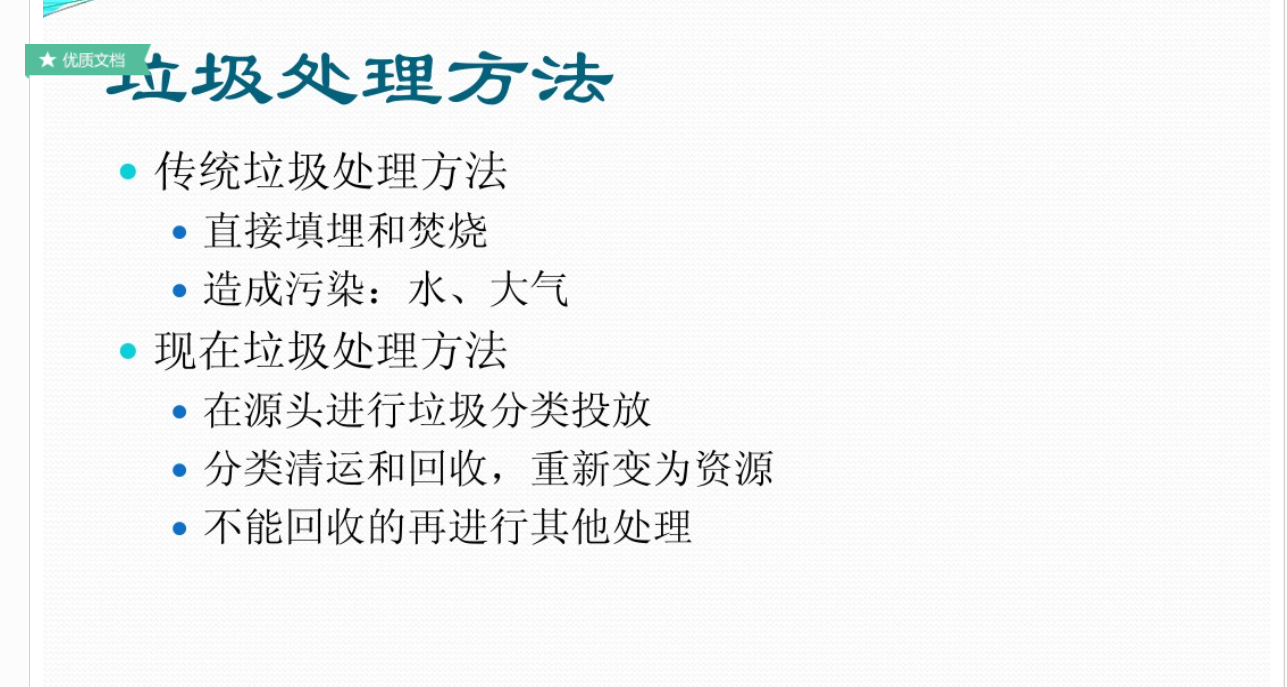 优质文档
垃圾处理方法
传统垃圾处理方法
直接填埋和焚烧
造成污染：水、大气
现在垃圾处理方法
在源头进行垃圾分类投放
分类清运和回收，重新变为资源
不能回收的再进行其他处理